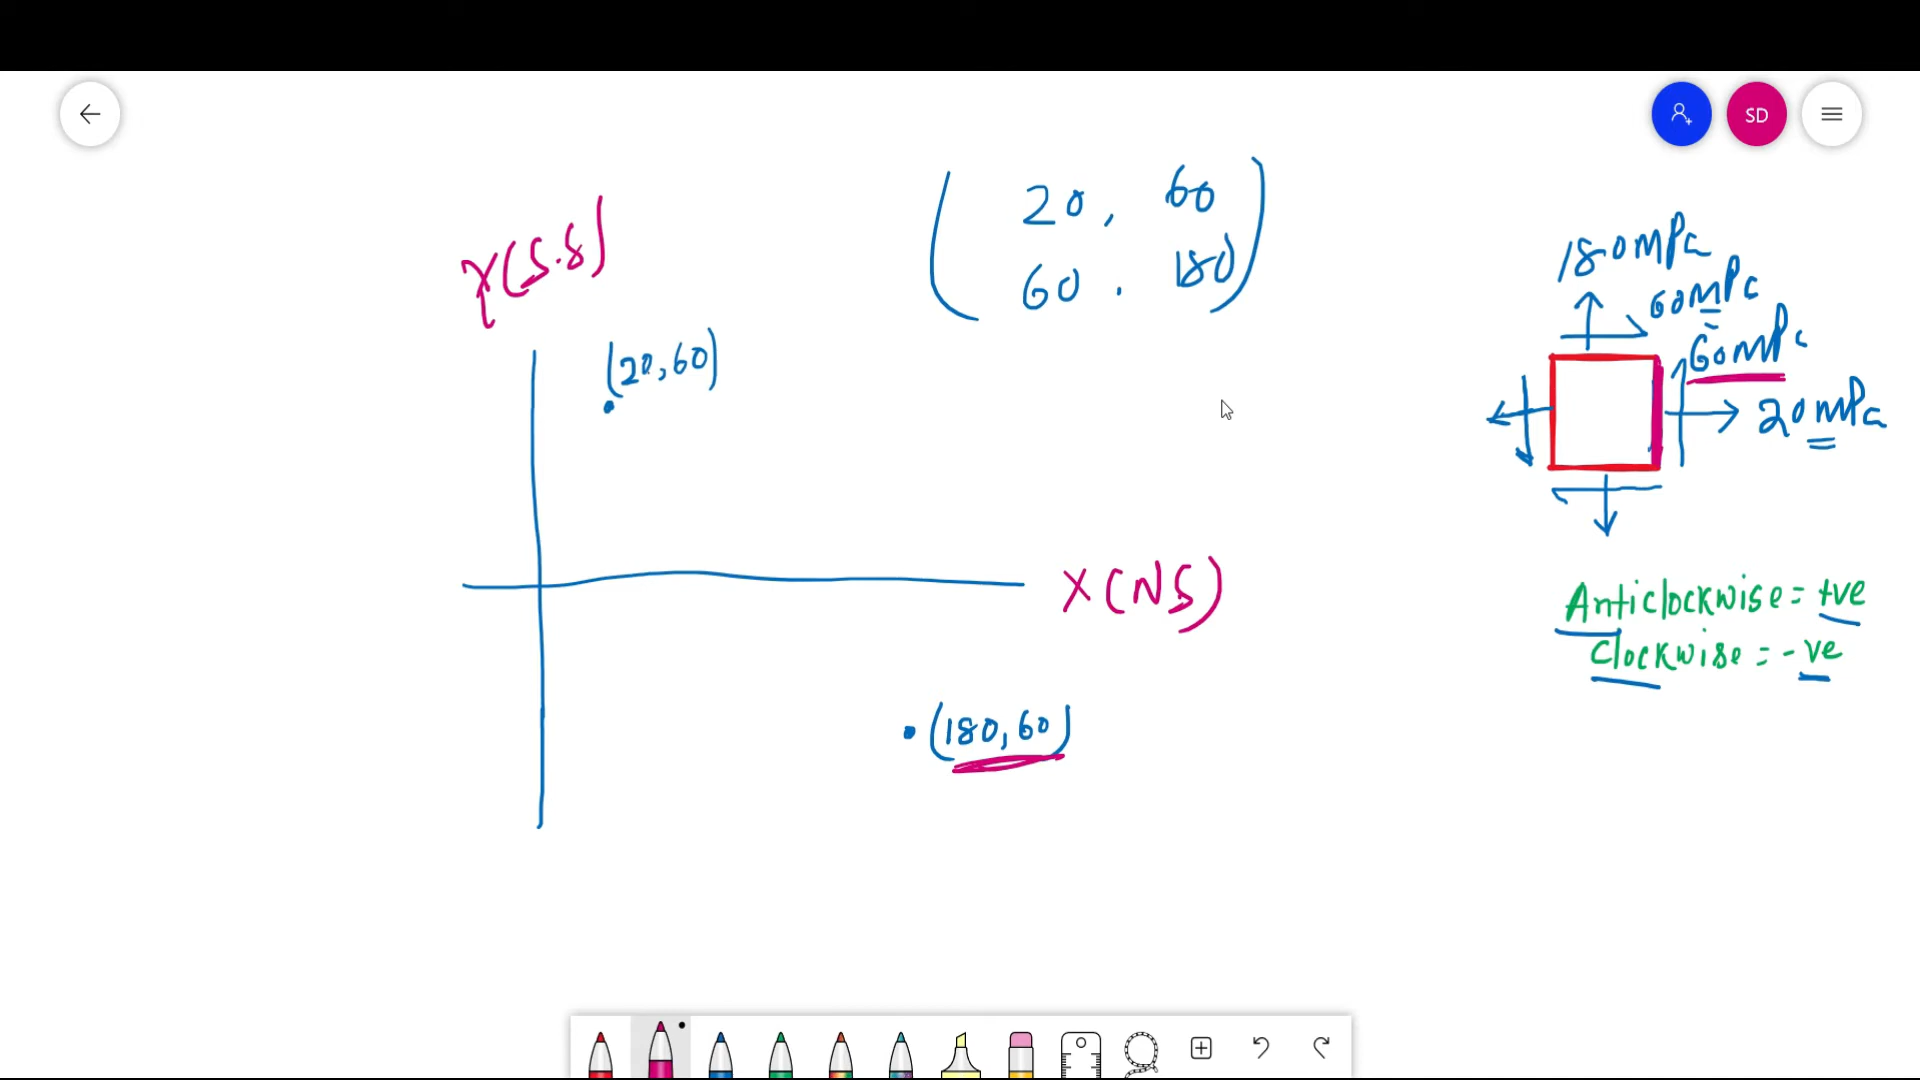 SD
20, 60
60. 180
Y(S.S)
180MPa
60MPa
60MPa
(20,60)
20MPa
X(NS)
Anticlockwise = +ve
Clockwise = -ve
(180,60)